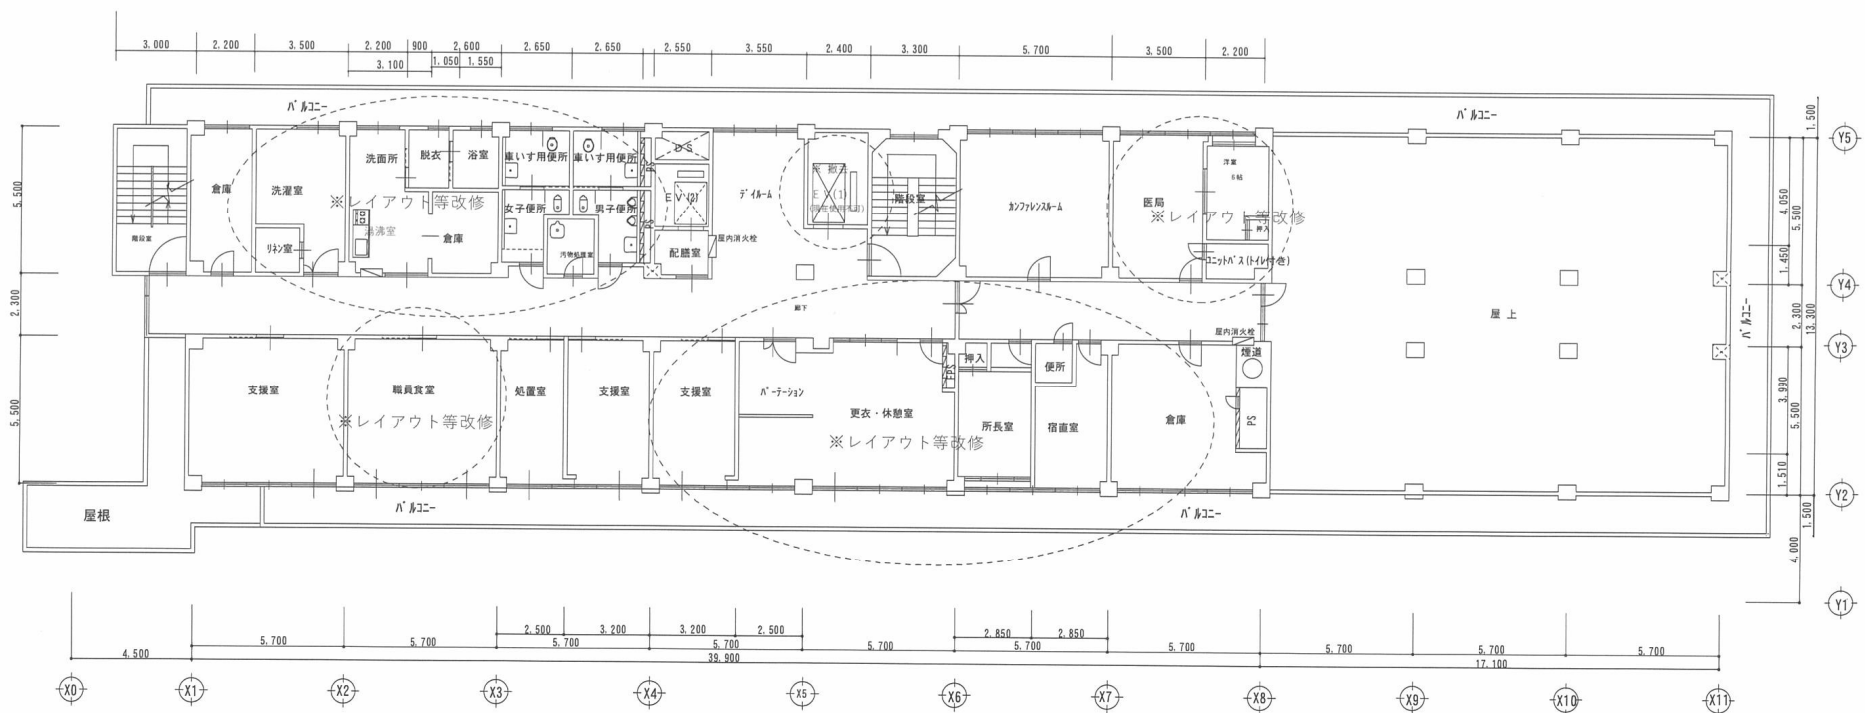 3.000 2.200 3.500 2.200 900 2.600 2.650 2.650 2.550 3.550 2.400 3.300 5.700 3.500 2.200
3.100 1.050 1.550
バルコニー
バルコニー
1.500
Y5
5.500
2.300
5.500
階段室
倉庫
洗濯室
リネン室
洗面所
脱衣
浴室
※レイアウト等改修
湯沸室
倉庫
車いす用便所
車いす用便所
女子便所
男子便所
汚物処理室
PS
PS
DS
EV(2)
配膳室
屋内消火栓
デイルーム
撤去
EV(1)
階段室
カンファレンスルーム
医局
※レイアウト等改修
洋室
6帖
押入
ユニットバス(トイレ付き)
4.050
5.500
1.450
Y4
屋上
バルコニー
2.300
13.300
Y3
廊下
屋内消火栓
支援室
職員食堂
※レイアウト等改修
処置室
支援室
支援室
パーテーション
更衣・休憩室
※レイアウト等改修
EPS
押入
所長室
便所
宿直室
倉庫
煙道
PS
3.990
5.500
1.510
Y2
屋根
バルコニー
バルコニー
1.500
4.000
Y1
2.500 3.200 3.200 2.500 2.850 2.850
5.700 5.700 5.700 5.700 5.700 5.700 5.700 5.700 5.700 5.700
4.500 39.900 17.100
X0 X1 X2 X3 X4 X5 X6 X7 X8 X9 X10 X11